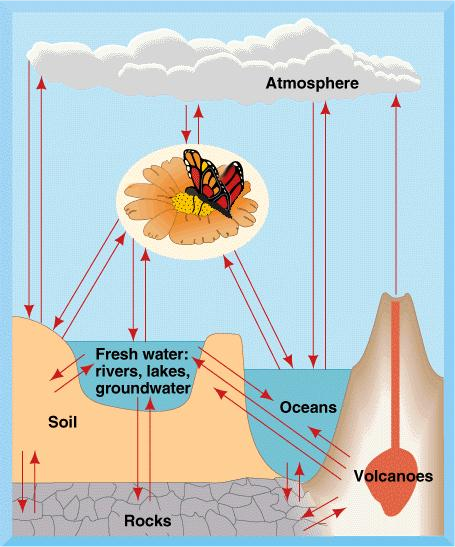 Atmosphere
Fresh water:
rivers, lakes,
groundwater
Oceans
Soil
Volcanoes
Rocks